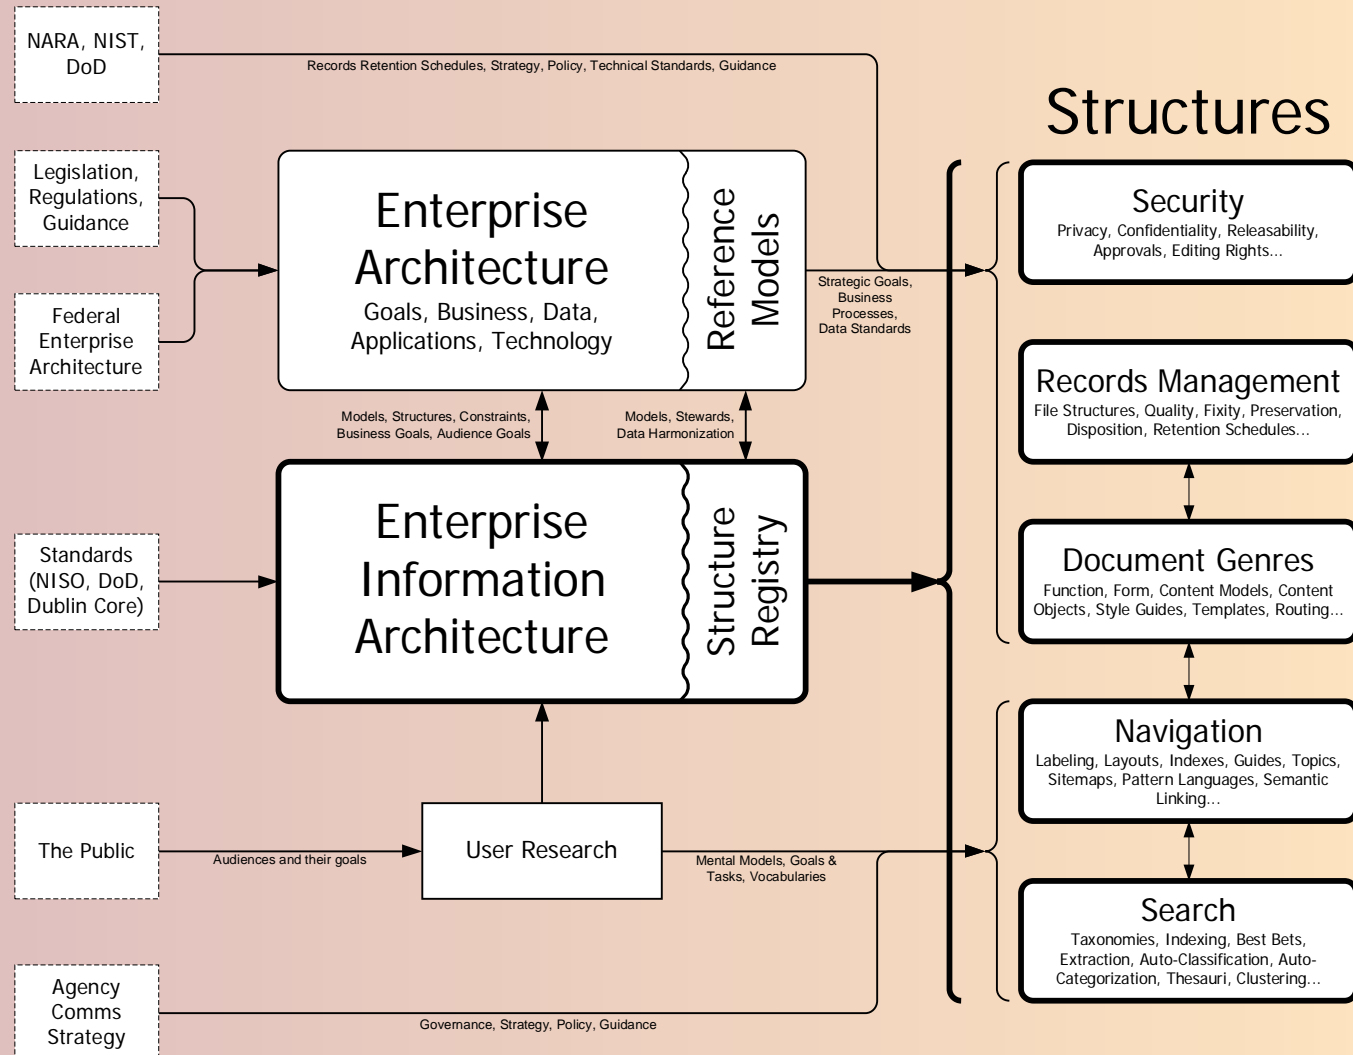 NARA, NIST,
DoD
Records Retention Schedules, Strategy, Policy, Technical Standards, Guidance
Structures
Legislation,
Regulations,
Guidance
Federal
Enterprise
Architecture
Enterprise
Architecture
Goals, Business, Data,
Applications, Technology
Reference
Models
Strategic Goals,
Business
Processes,
Data Standards
Security
Privacy, Confidentiality, Releasability,
Approvals, Editing Rights...
Records Management
File Structures, Quality, Fixity, Preservation,
Disposition, Retention Schedules...
Models, Structures, Constraints,
Business Goals, Audience Goals
Models, Stewards,
Data Harmonization
Standards
(NISO, DoD,
Dublin Core)
Enterprise
Information
Architecture
Structure
Registry
Document Genres
Function, Form, Content Models, Content
Objects, Style Guides, Templates, Routing...
Navigation
Labeling, Layouts, Indexes, Guides, Topics,
Sitemaps, Pattern Languages, Semantic
Linking...
The Public
Audiences and their goals
User Research
Mental Models, Goals &
Tasks, Vocabularies
Search
Taxonomies, Indexing, Best Bets,
Extraction, Auto-Classification, Auto-
Categorization, Thesauri, Clustering...
Agency
Comms
Strategy
Governance, Strategy, Policy, Guidance